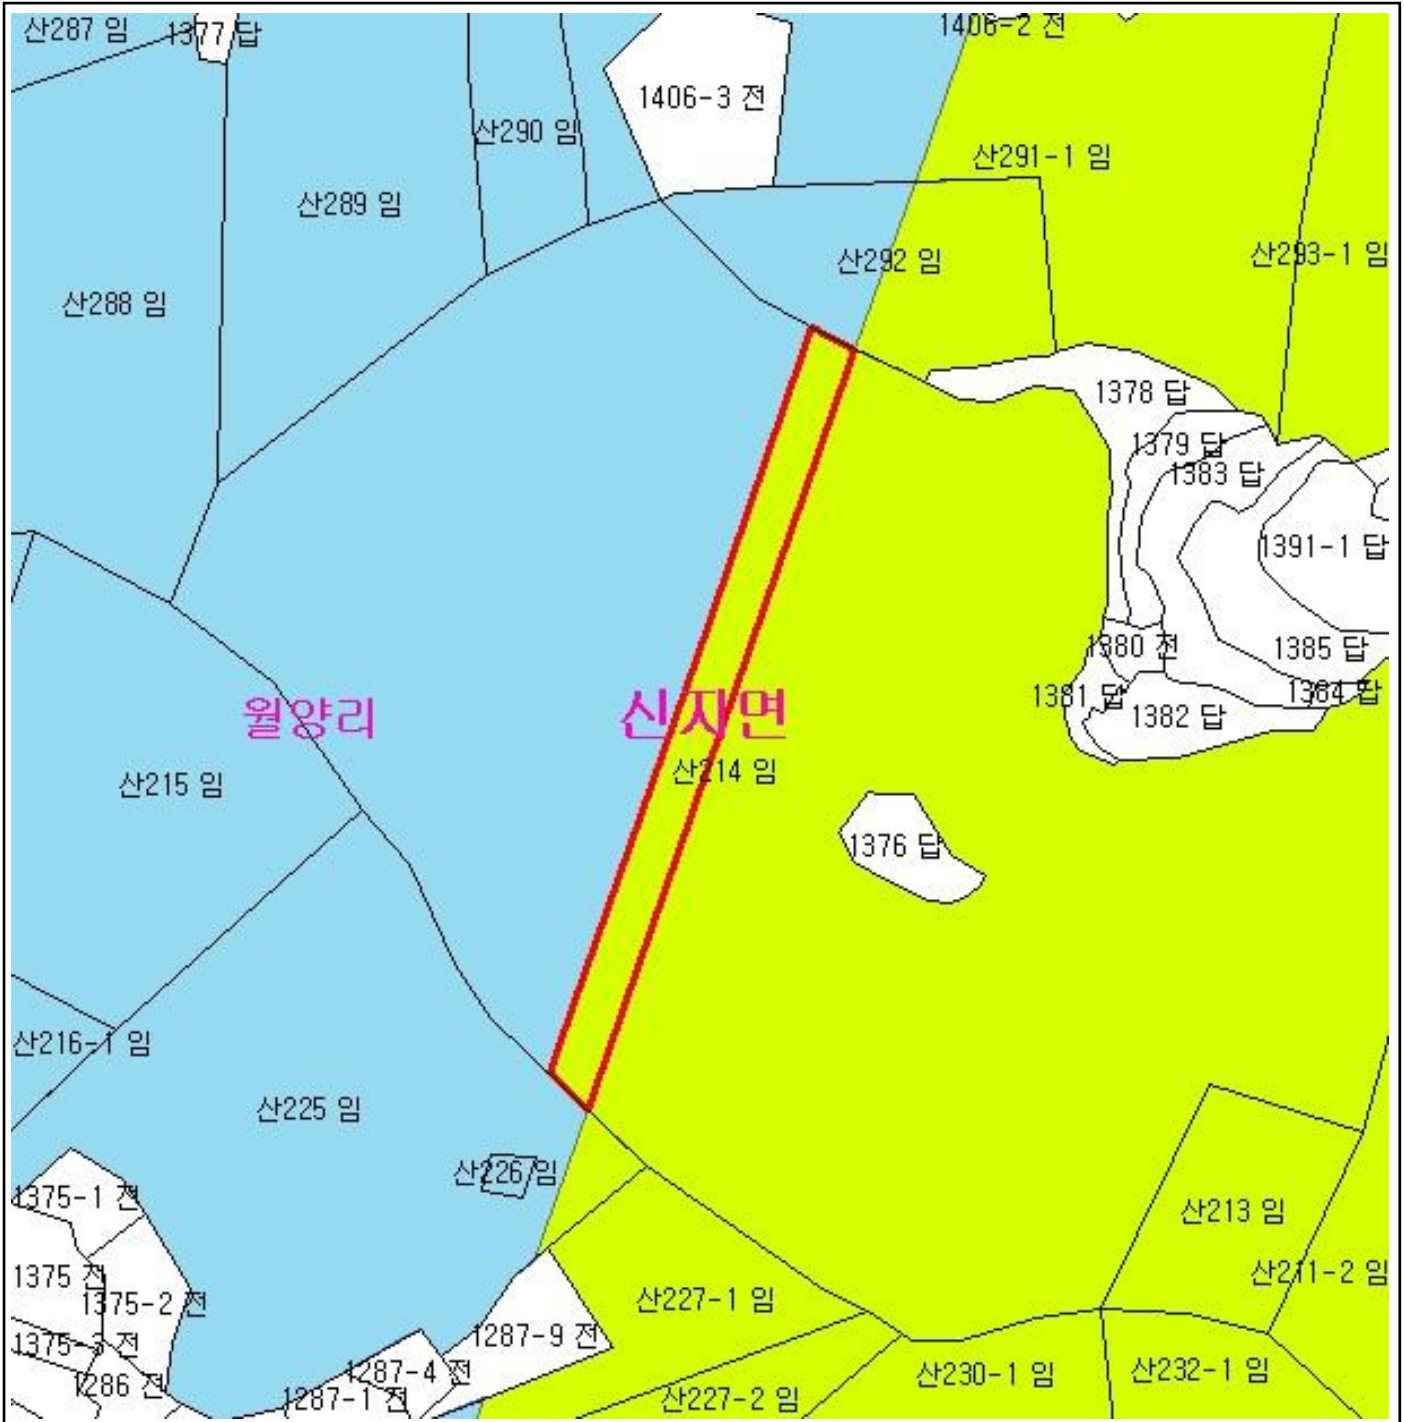 산287 임
1377 답
1406-2 전
1406-3 전
산290 임
산291-1 임
산289 임
산292 임
산293-1 임
산288 임
1378 답
1379 답
1383 답
1391-1 답
1380 전
1385 답
1381 답
1384 답
1382 답
월양리
신지면
산214 임
산215 임
1376 답
산216-1 임
산225 임
산226 임
1375-1 전
산213 임
1375 전
산211-2 임
1375-2 전
산227-1 임
1375-3 전
1287-9 전
1287-4 전
산230-1 임
산232-1 임
1286 전
1287-1 전
산227-2 임